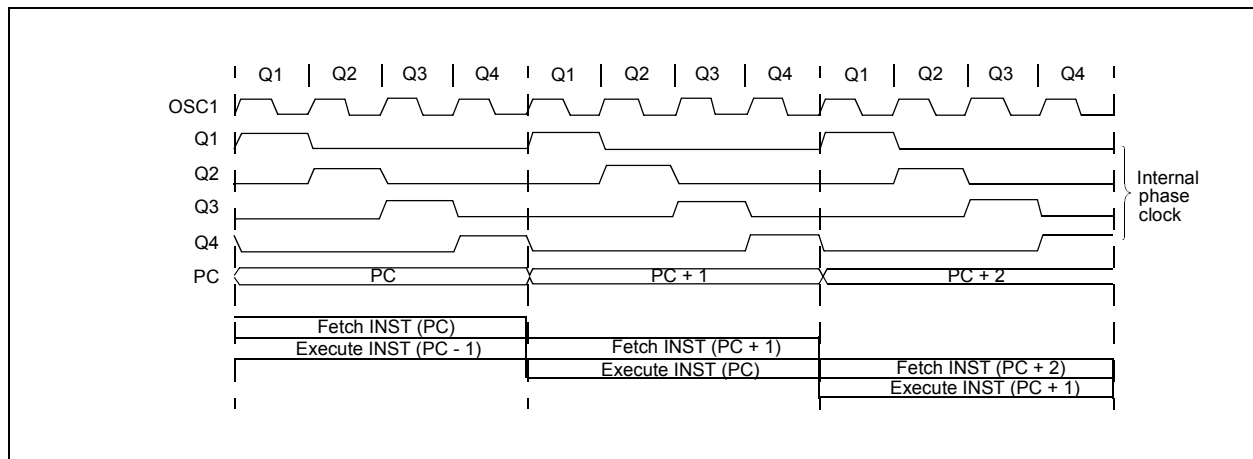 Q1 Q2 Q3 Q4 Q1 Q2 Q3 Q4 Q1 Q2 Q3 Q4
OSC1
Q1
Q2
Q3
Q4
Internal
phase
clock
PC PC PC + 1 PC + 2
Fetch INST (PC)
Execute INST (PC - 1) Fetch INST (PC + 1)
Execute INST (PC) Fetch INST (PC + 2)
Execute INST (PC + 1)